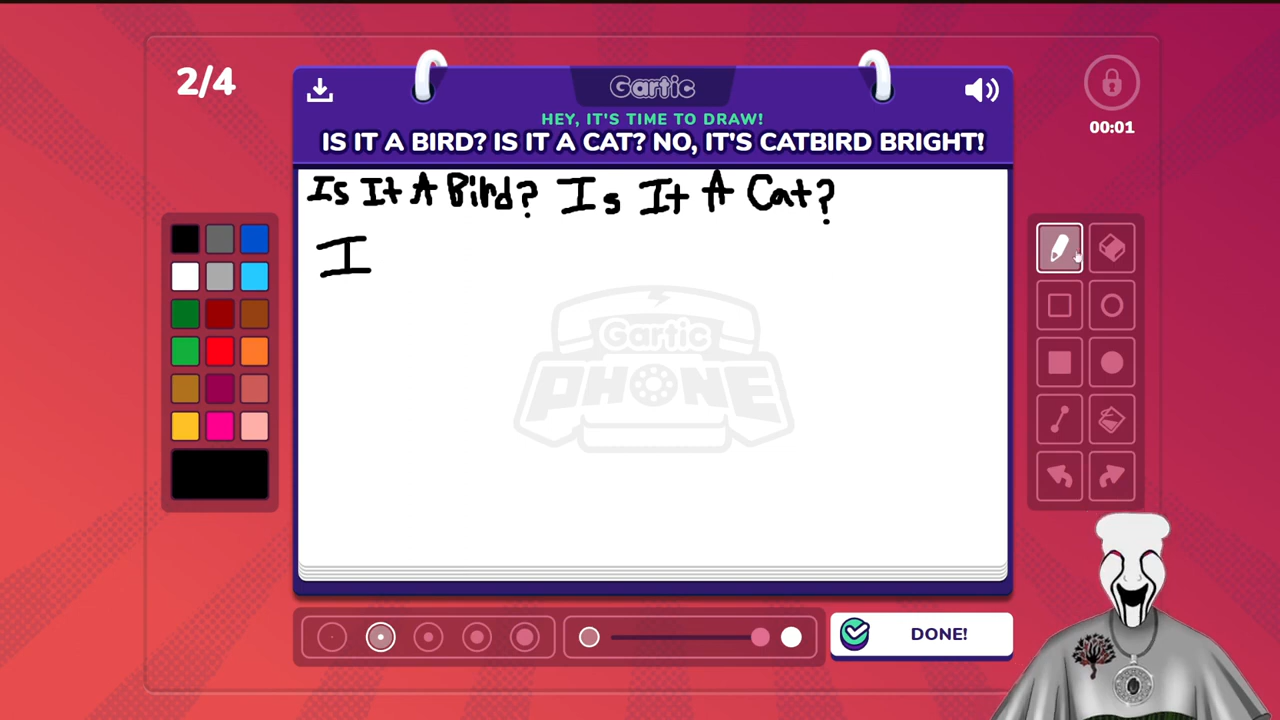 2/4
Gartic
HEY, IT'S TIME TO DRAW!
IS IT A BIRD? IS IT A CAT? NO, IT'S CATBIRD BRIGHT!
00:01
Is It A Bird? Is It A Cat?
I
Gartic
PHONE
DONE!